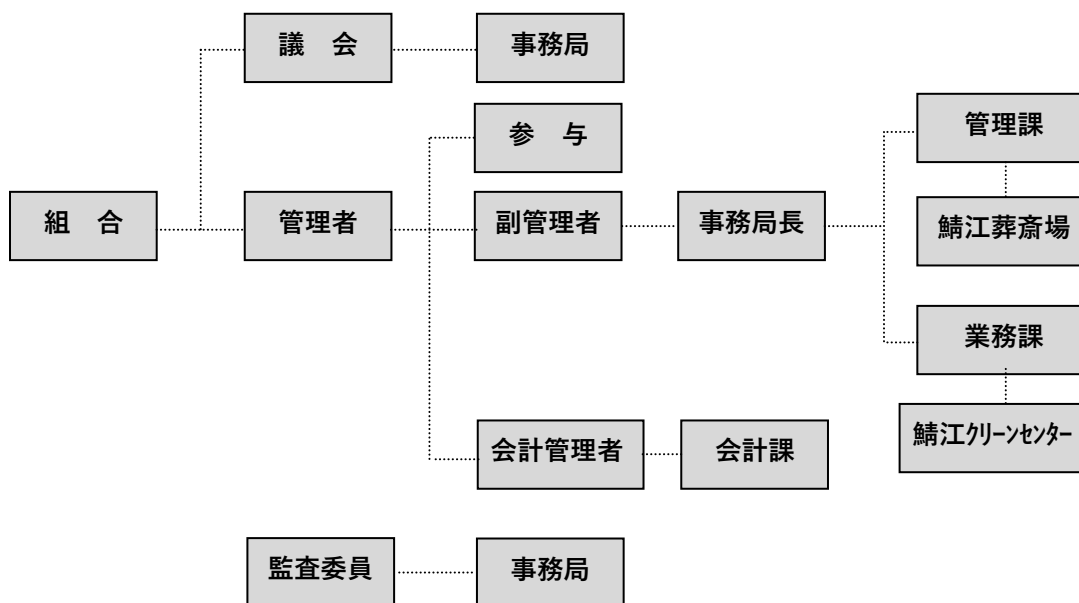 議　会
事務局
参　与
管理課
組　合
管理者
副管理者
事務局長
鯖江葬斎場
業務課
鯖江ｸﾘｰﾝｾﾝﾀｰ
会計管理者
会計課
監査委員
事務局